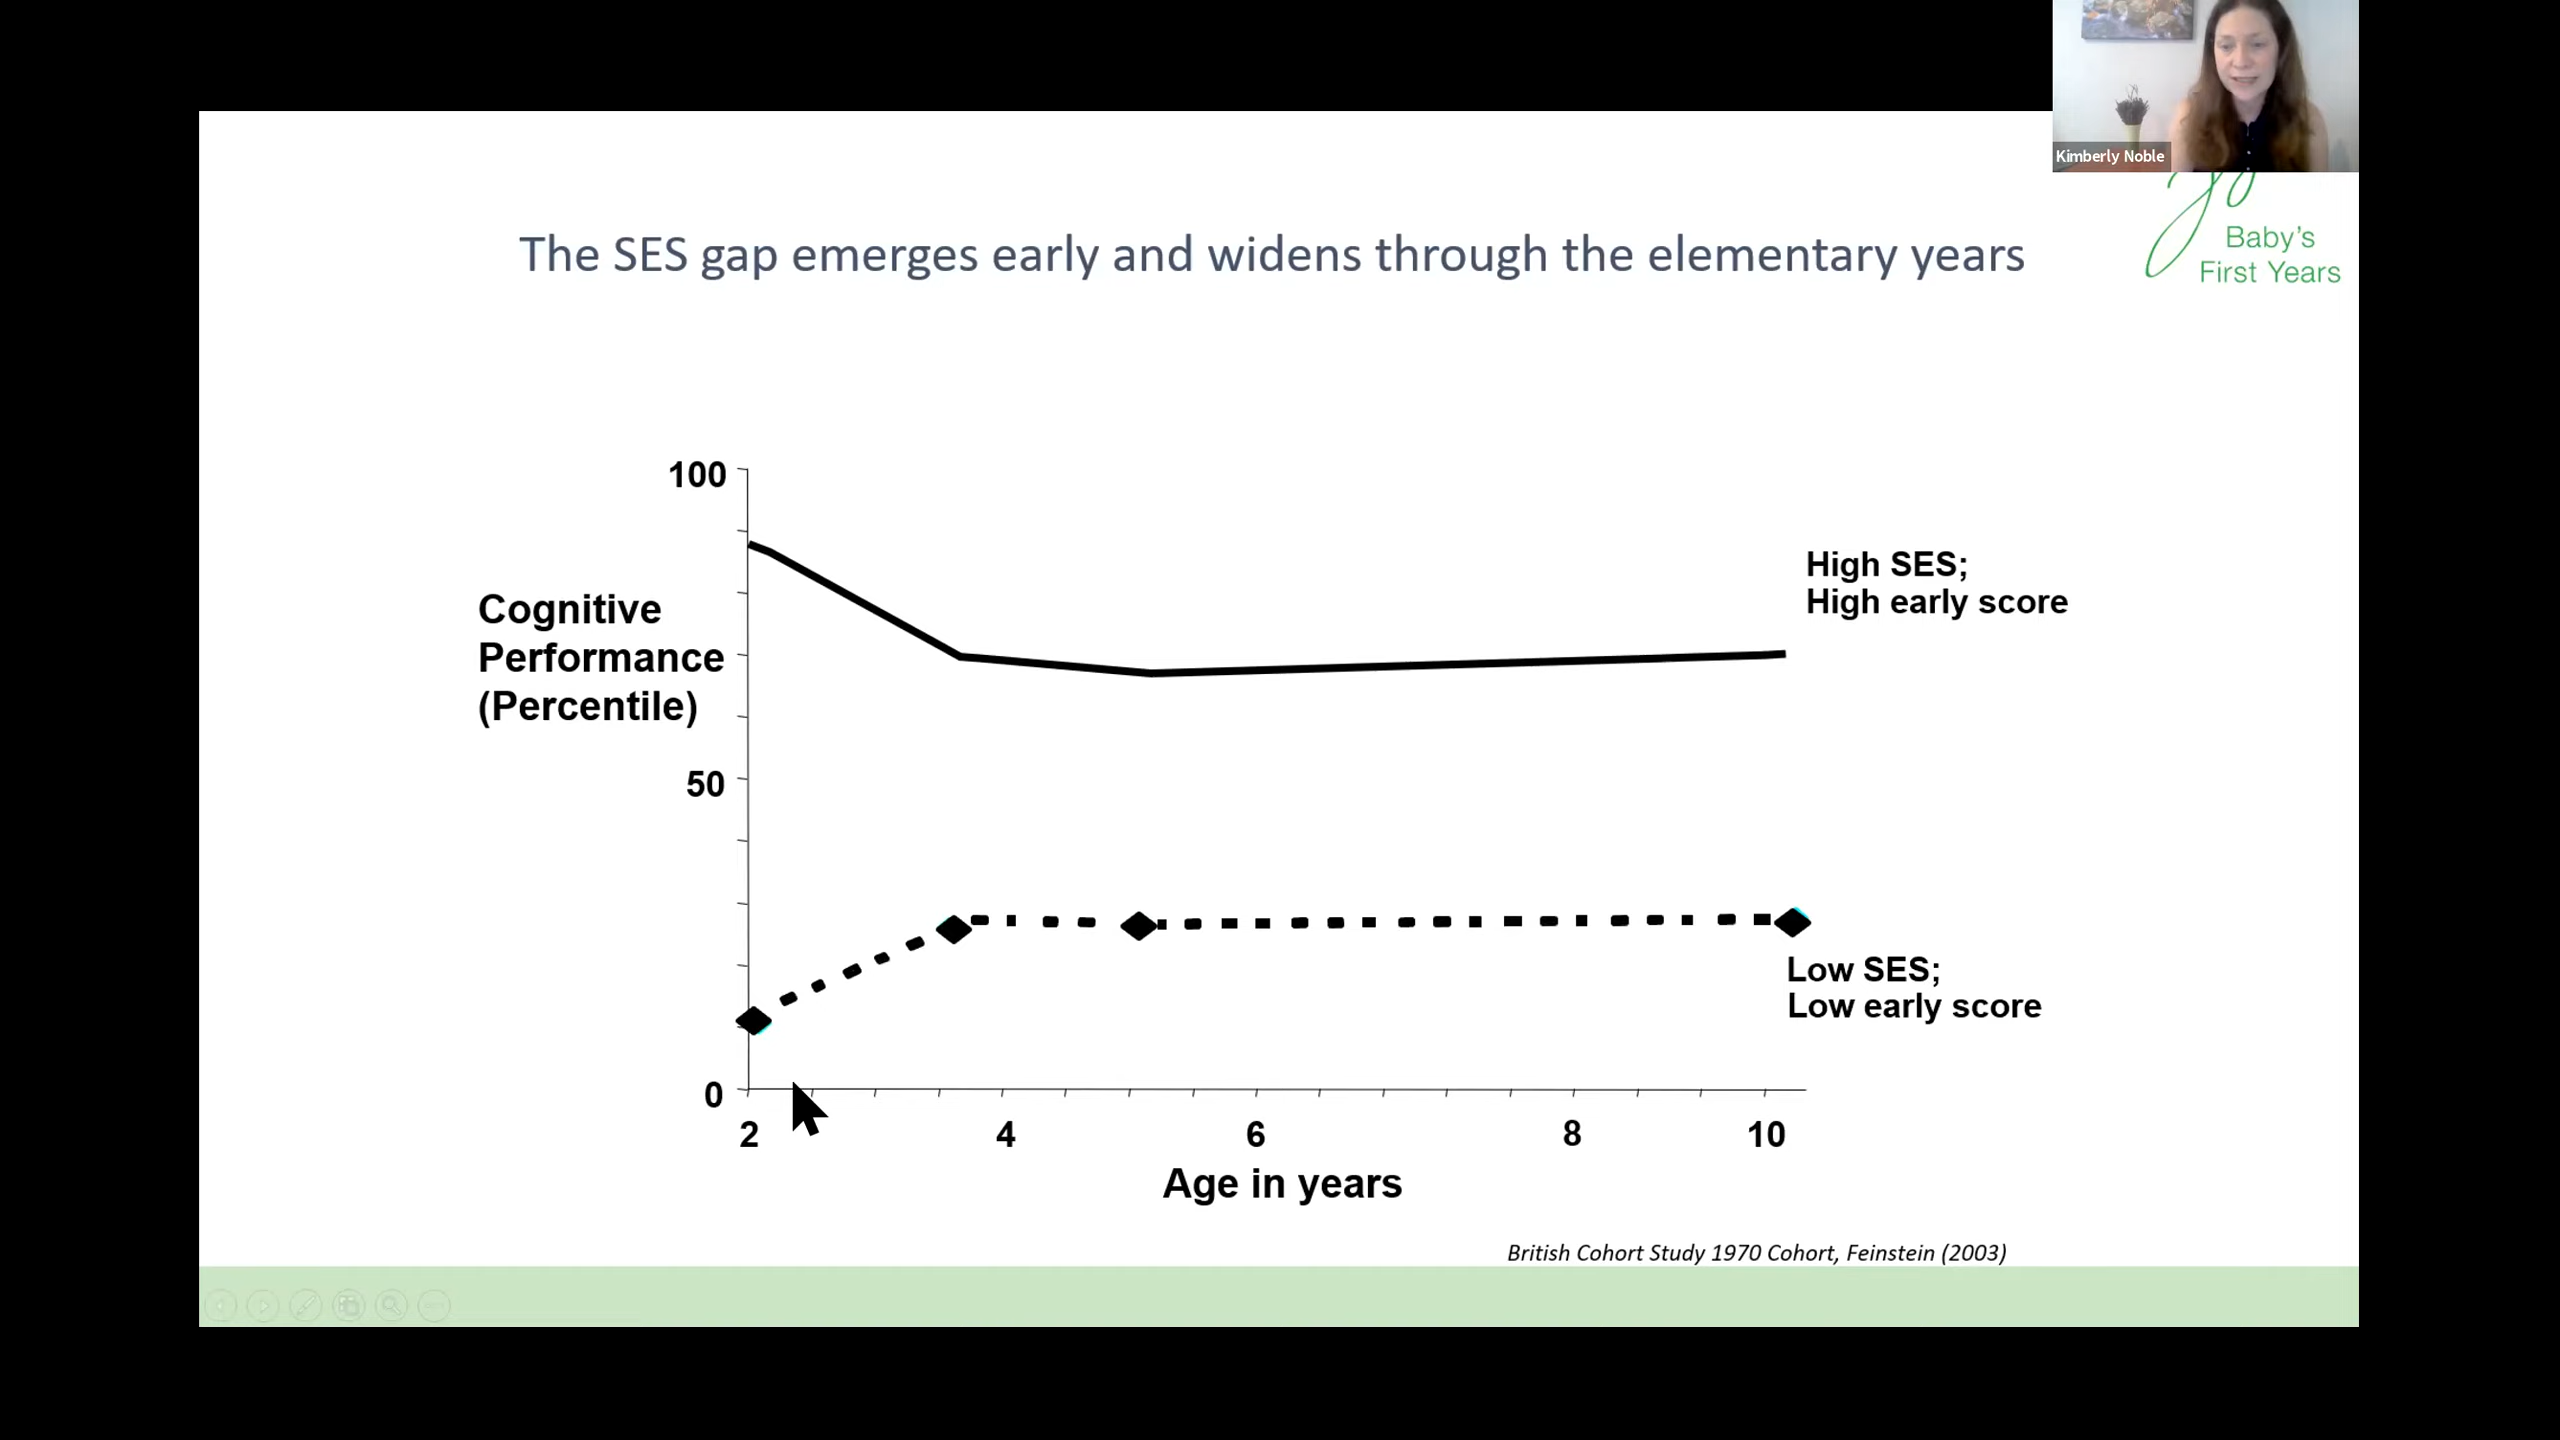 Kimberly Noble
The SES gap emerges early and widens through the elementary years
Baby's
First Years
100
Cognitive
Performance
(Percentile)
50
0
High SES;
High early score
Low SES;
Low early score
2 4 6 8 10
Age in years
British Cohort Study 1970 Cohort, Feinstein (2003)